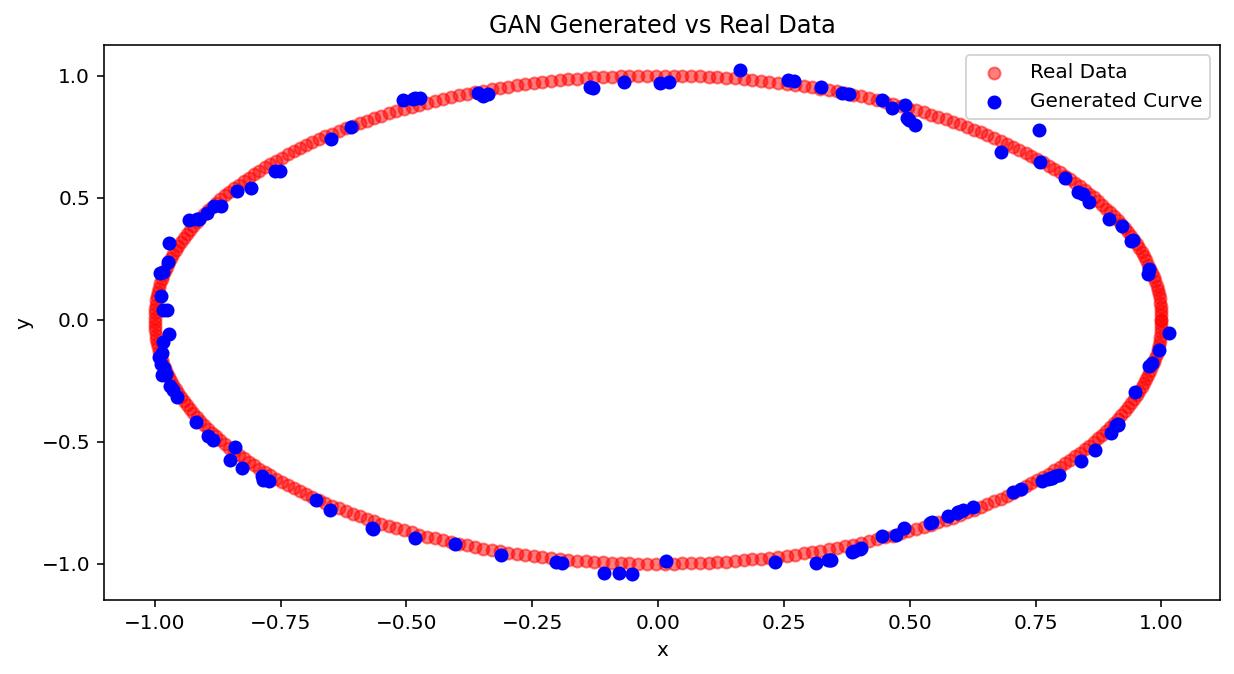 GAN Generated vs Real Data
Real Data
Generated Curve
1.0
0.5
0.0
−0.5
−1.0
y
−1.00 −0.75 −0.50 −0.25 0.00 0.25 0.50 0.75 1.00
x